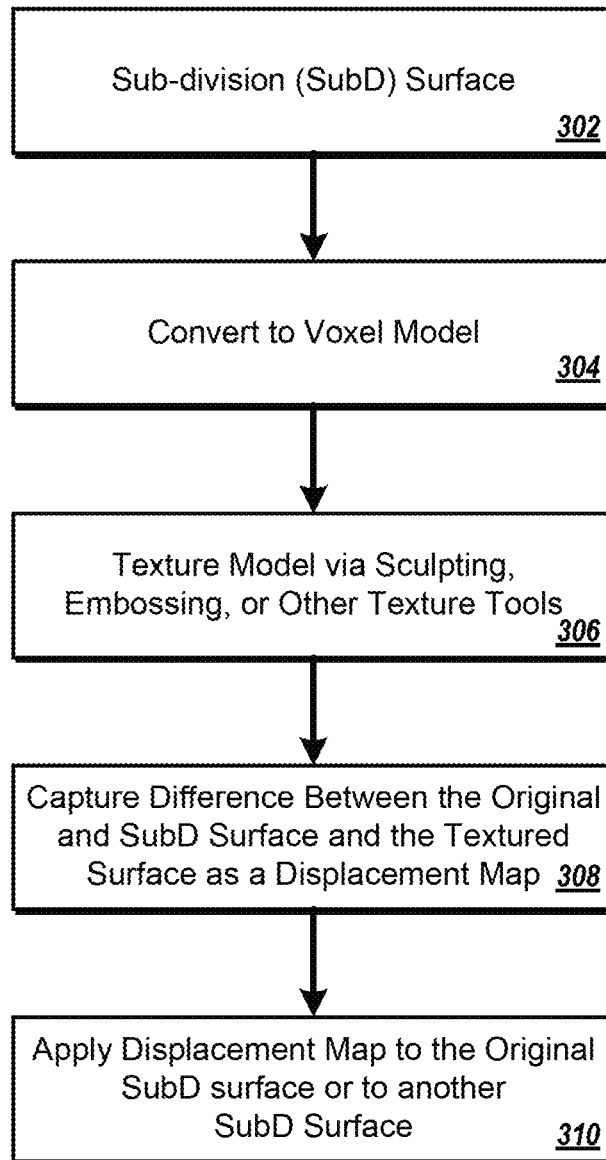 Sub-division (SubD) Surface
302
Convert to Voxel Model
304
Texture Model via Sculpting,
Embossing, or Other Texture Tools
306
Capture Difference Between the Original
and SubD Surface and the Textured
Surface as a Displacement Map 308
Apply Displacement Map to the Original
SubD surface or to another
SubD Surface
310